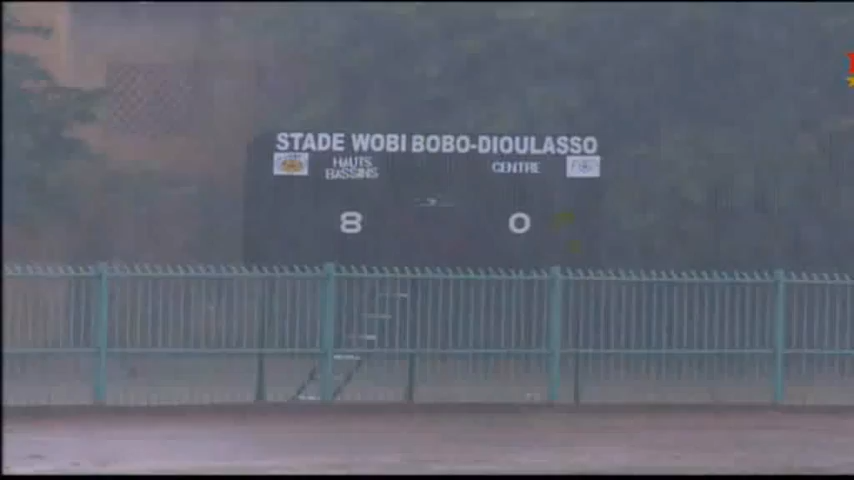 STADE WOBI BOBO-DIOULASSO
HAUTS
BASSINS
CENTRE
8
0